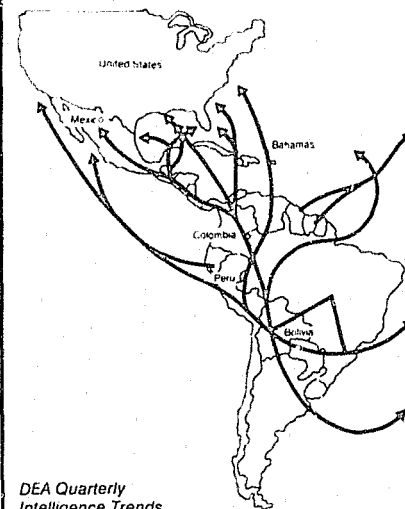 United States
Mexico
Bahamas
Colombia
Peru
Bolivia
DEA Quarterly
Intelligence Trends